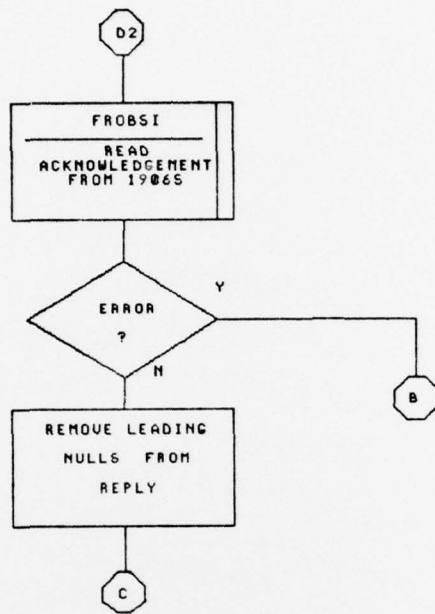 D2
FROBSI
READ
ACKNOWLEDGEMENT
FROM 1906S
Y
ERROR
?
N
B
REMOVE LEADING
NULLS FROM
REPLY
C